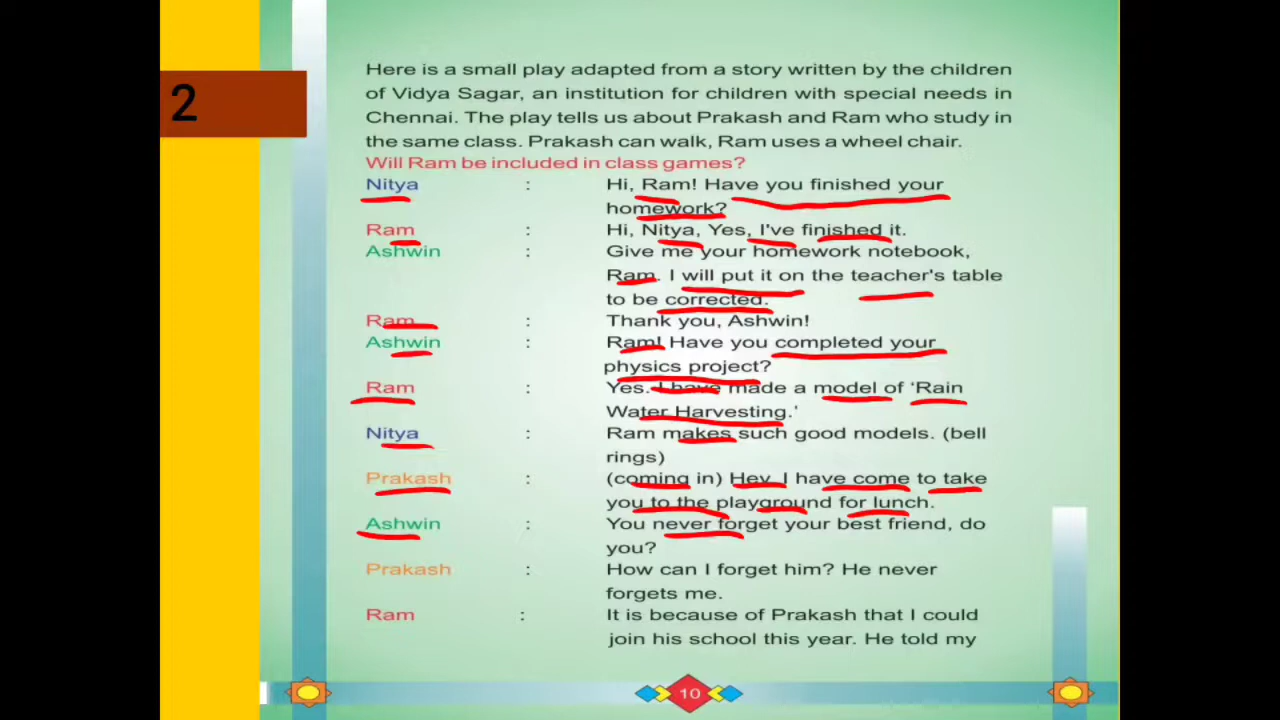 2
Here is a small play adapted from a story written by the children
of Vidya Sagar, an institution for children with special needs in
Chennai. The play tells us about Prakash and Ram who study in
the same class. Prakash can walk, Ram uses a wheel chair.
Will Ram be included in class games?
Nitya : Hi, Ram! Have you finished your
homework?
Ram : Hi, Nitya, Yes, I've finished it.
Ashwin : Give me your homework notebook,
Ram. I will put it on the teacher's table
to be corrected.
Ram : Thank you, Ashwin!
Ashwin : Ram! Have you completed your
physics project?
Ram : Yes. I have made a model of ‘Rain
Water Harvesting.’
Nitya : Ram makes such good models. (bell
rings)
Prakash : (coming in) Hey, I have come to take
you to the playground for lunch.
Ashwin : You never forget your best friend, do
you?
Prakash : How can I forget him? He never
forgets me.
Ram : It is because of Prakash that I could
join his school this year. He told my
10